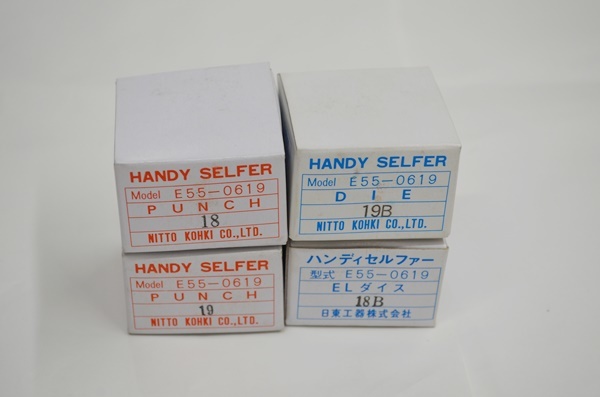 HANDY SELFER
Model E55-0619
PUNCH
18
NITTO KOHKI CO.,LTD.
HANDY SELFER
Model E55-0619
DIE
19B
NITTO KOHKI CO.,LTD.
HANDY SELFER
Model E55-0619
PUNCH
19
NITTO KOHKI CO.,LTD.
ハンディセルファー
型式 E55-0619
ELダイス
18B
日東工器株式会社